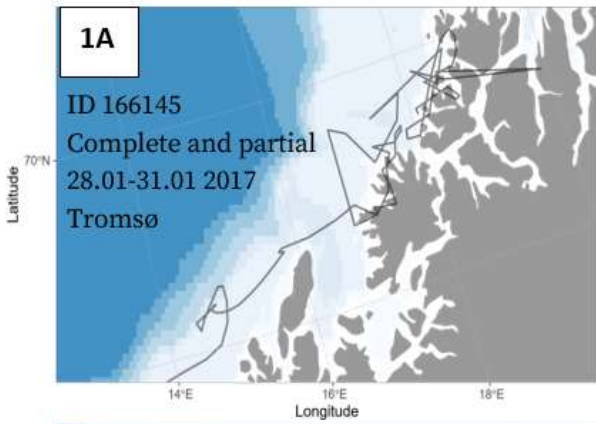 1A
ID 166145
Complete and partial
28.01-31.01 2017
Tromsø
70°N
Latitude
14°E
16°E
18°E
Longitude